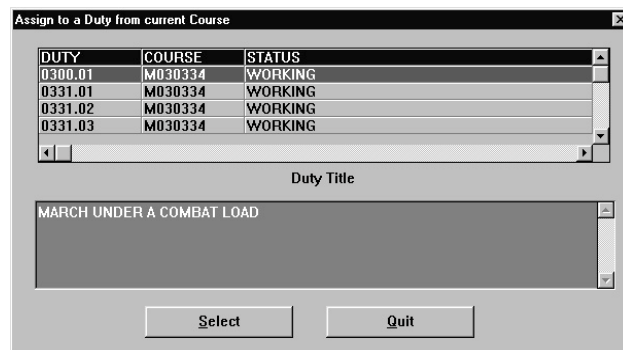 Assign to a Duty from current Course
DUTY COURSE STATUS
0300.01 M030334 WORKING
0331.01 M030334 WORKING
0331.02 M030334 WORKING
0331.03 M030334 WORKING
Duty Title
MARCH UNDER A COMBAT LOAD
Select Quit